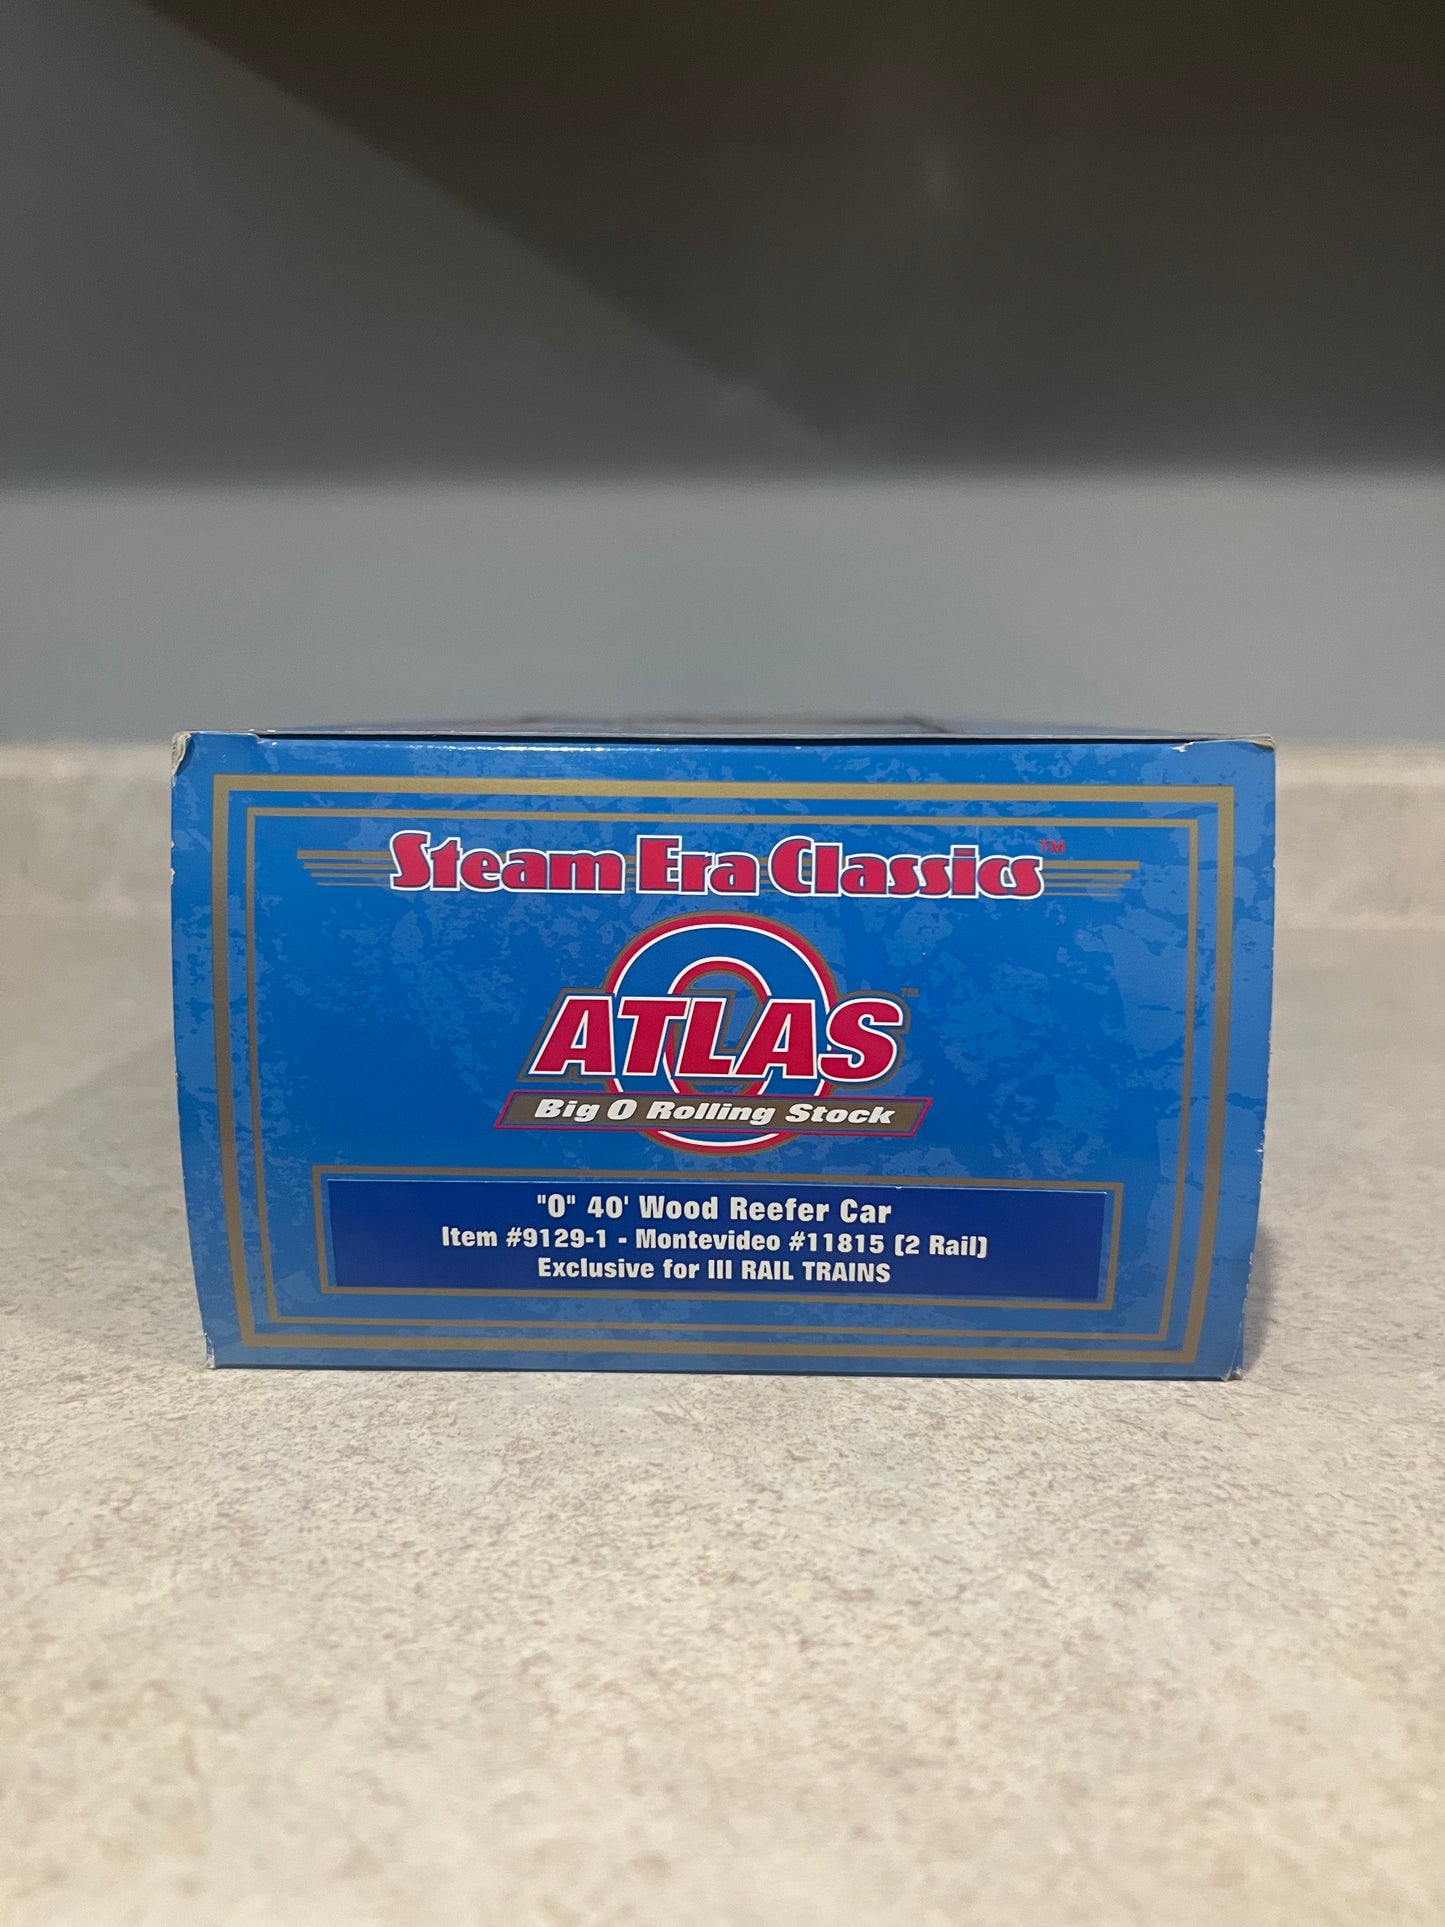 Steam Era Classics™
ATLAS™
O
Big O Rolling Stock
"O" 40' Wood Reefer Car
Item #9129-1 - Montevideo #11815 (2 Rail)
Exclusive for III RAIL TRAINS